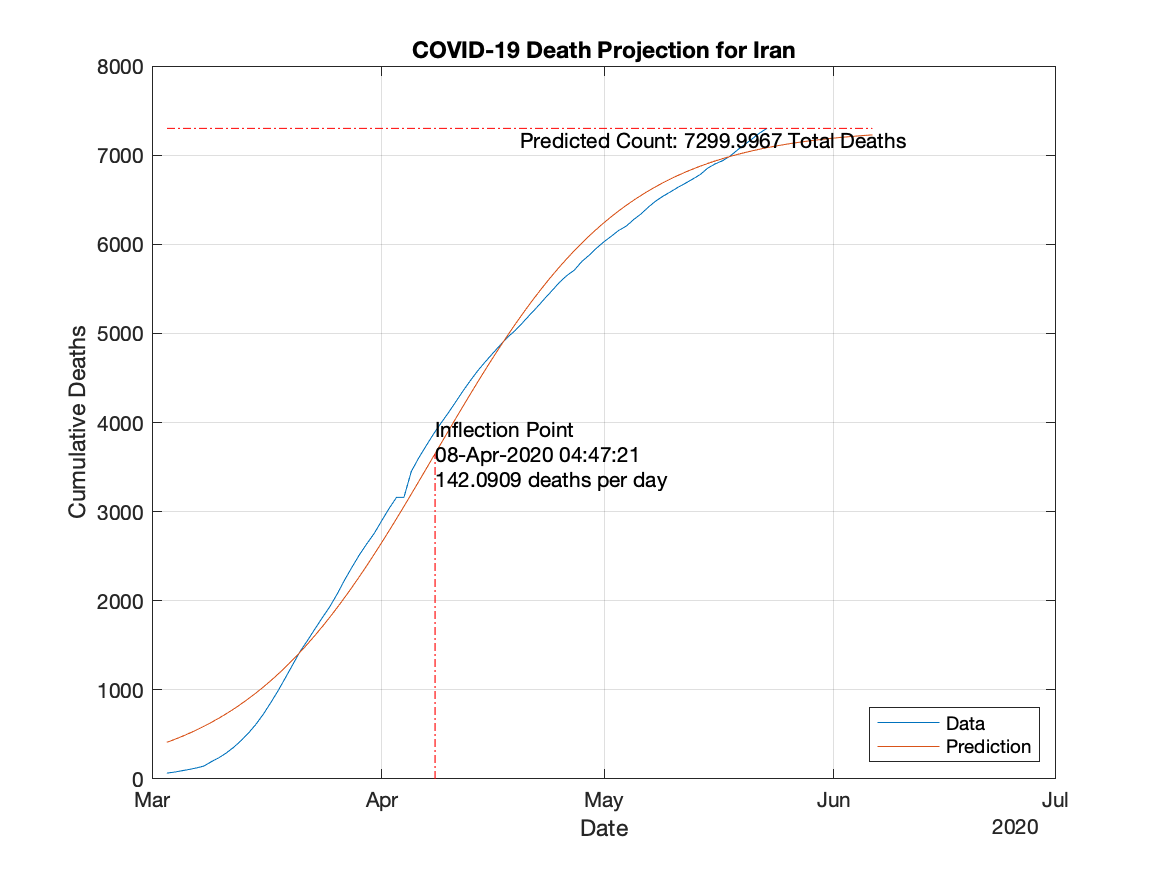 COVID-19 Death Projection for Iran
8000
7000
6000
5000
4000
3000
2000
1000
0
Cumulative Deaths
Predicted Count: 7299.9967 Total Deaths
Inflection Point
08-Apr-2020 04:47:21
142.0909 deaths per day
Data
Prediction
Mar Apr May Jun Jul
Date
2020